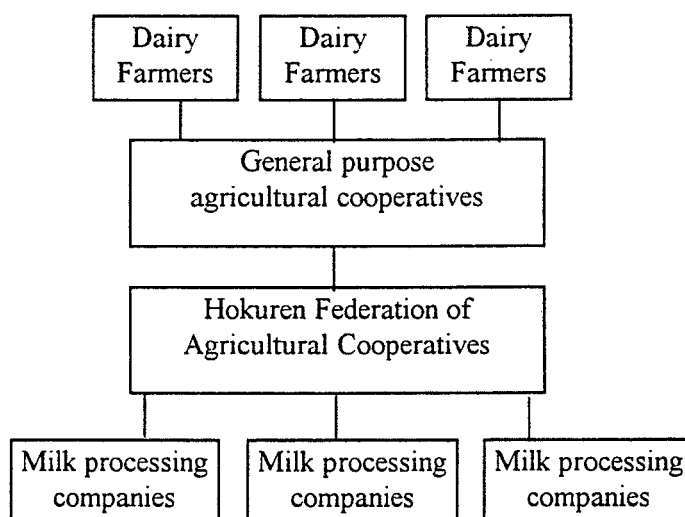 Dairy
Farmers
Dairy
Farmers
Dairy
Farmers
General purpose
agricultural cooperatives
Hokuren Federation of
Agricultural Cooperatives
Milk processing
companies
Milk processing
companies
Milk processing
companies